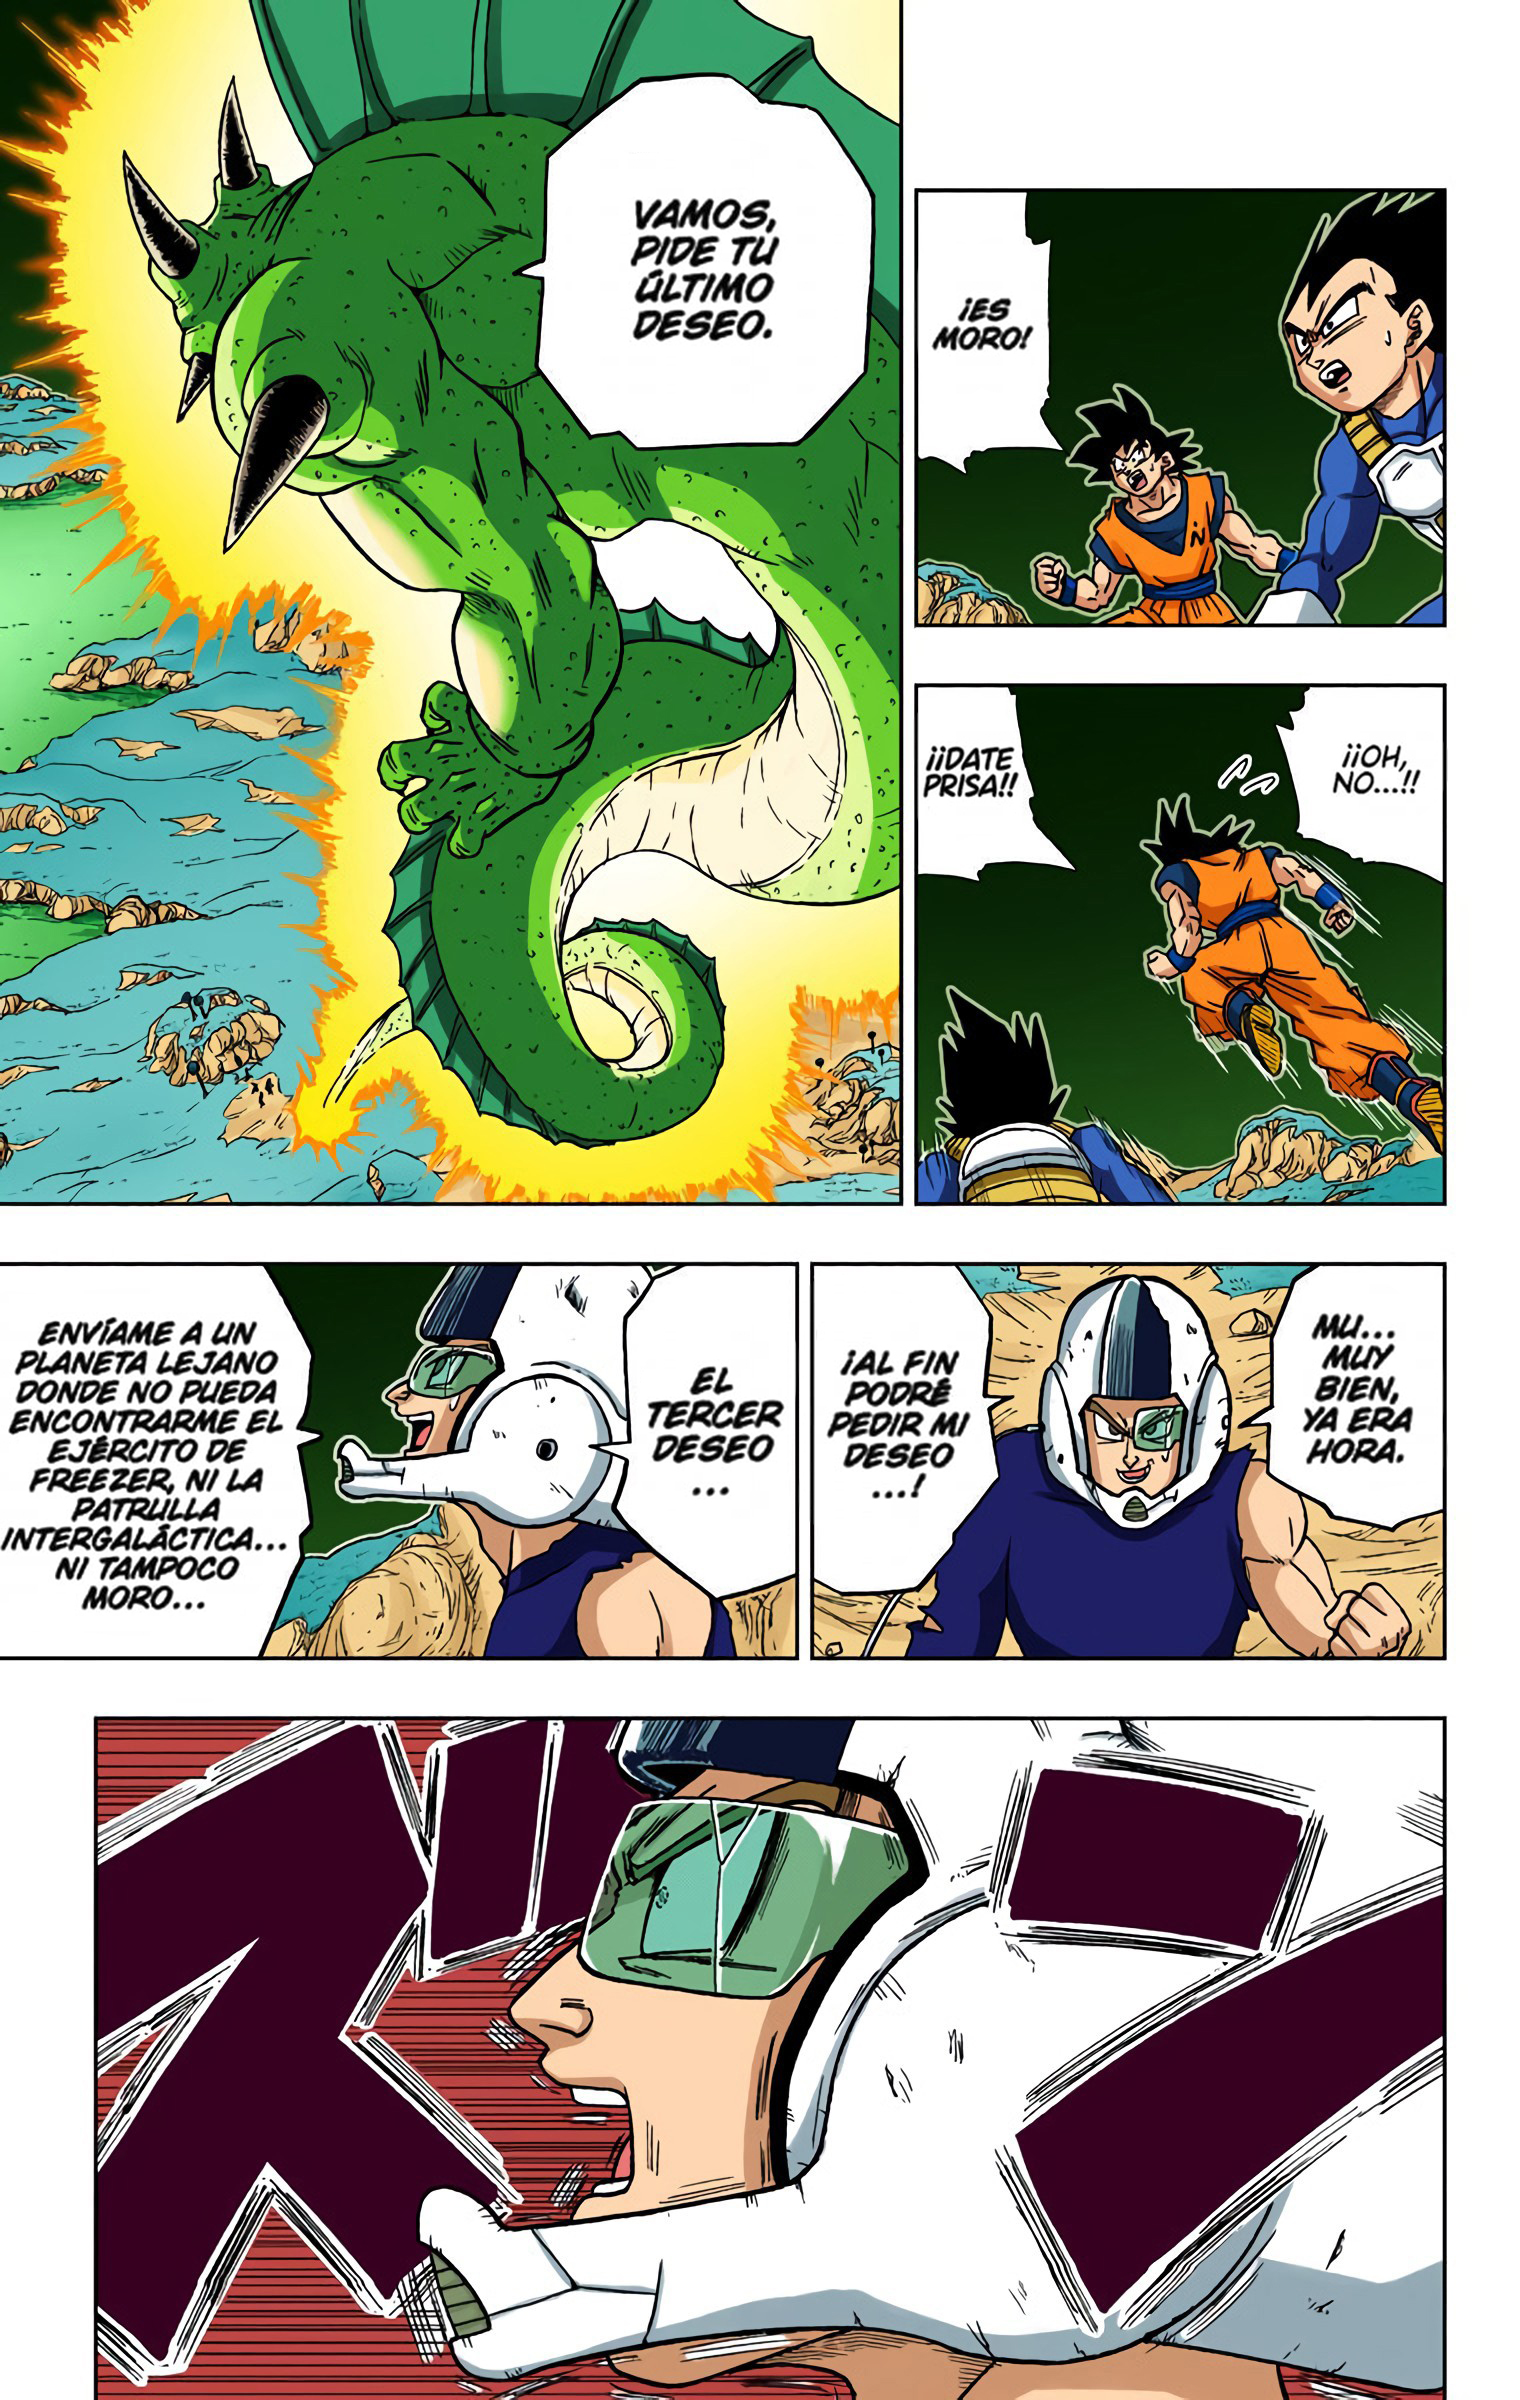 ¡ES
MORO!
¡¡OH,
NO...!!
¡¡DATE
PRISA!!
VAMOS,
PIDE TU
ÚLTIMO
DESEO.
MU...
MUY
BIEN,
YA ERA
HORA.
¡AL FIN
PODRÉ
PEDIR MI
DESEO
...!
EL
TERCER
DESEO
...
ENVÍAME A UN
PLANETA LEJANO
DONDE NO PUEDA
ENCONTRARME EL
EJÉRCITO DE
FREEZER, NI LA
PATRULLA
INTERGALÁCTICA...
NI TAMPOCO
MORO...